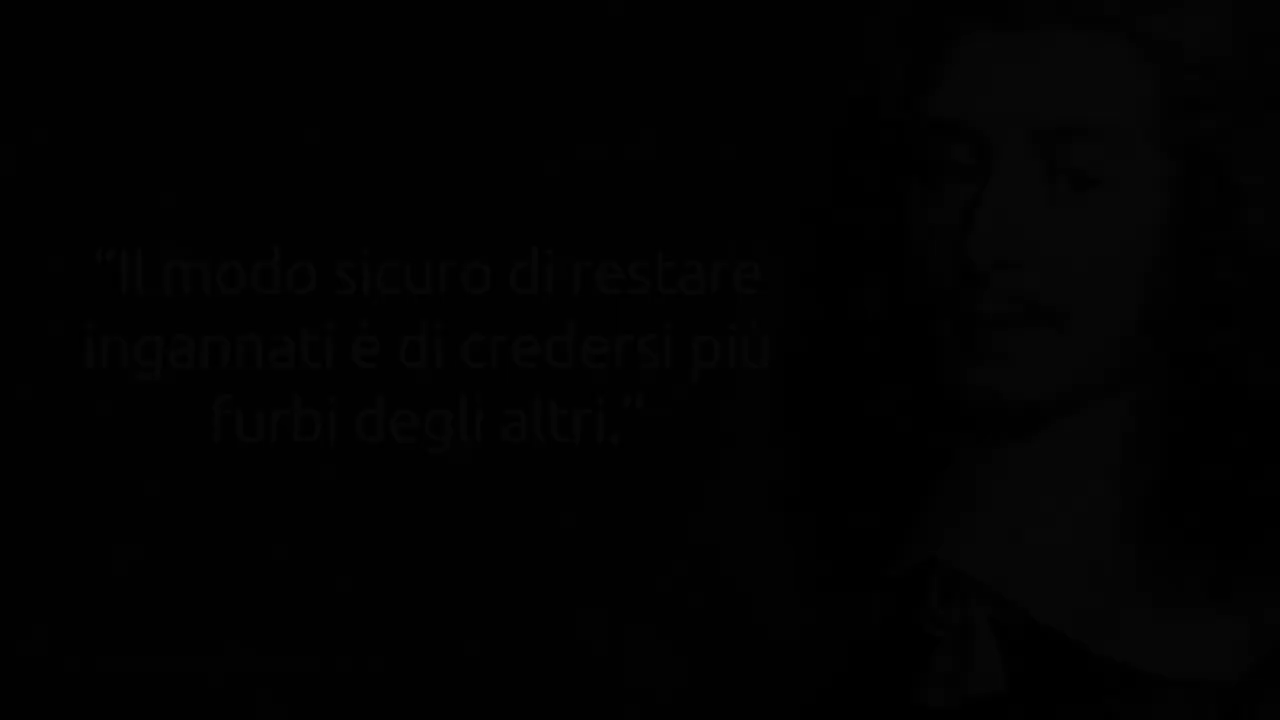 “Il modo sicuro di restare
ingannati è di credersi più
furbi degli altri.“